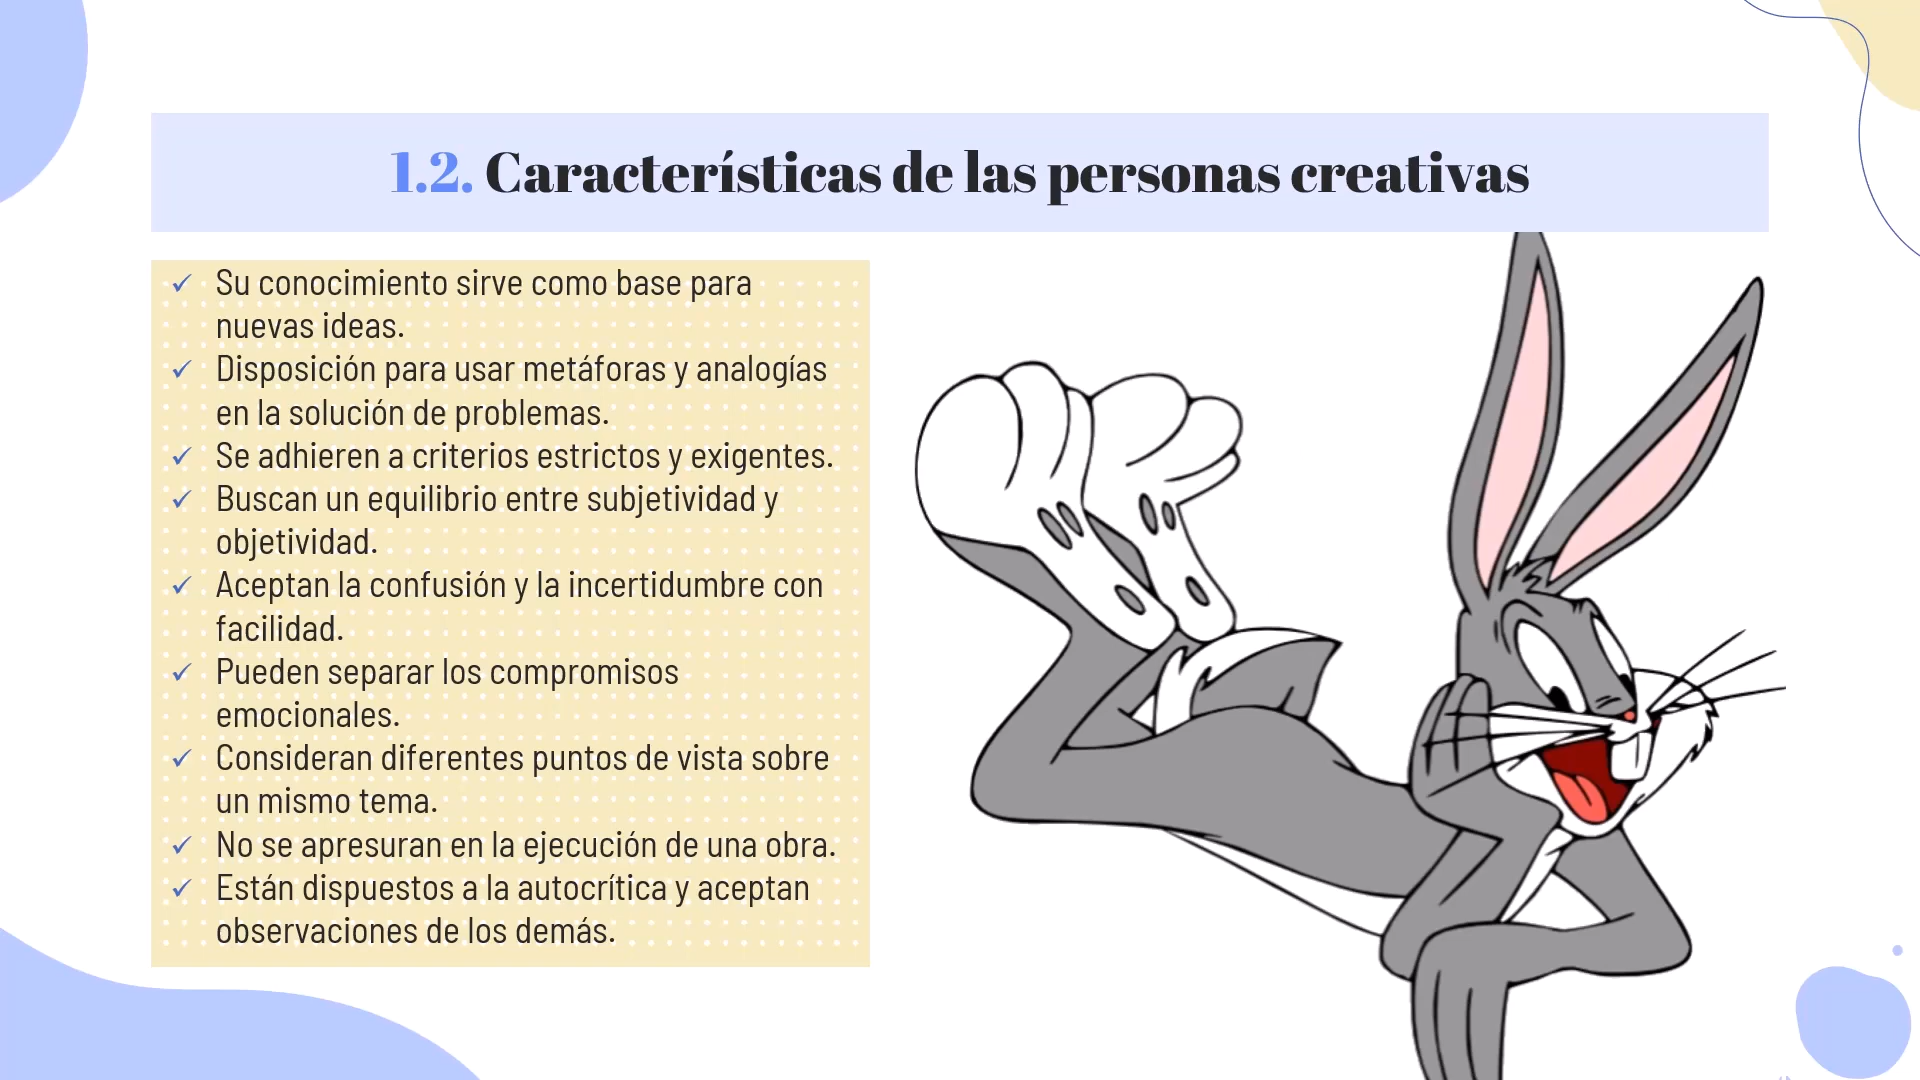 1.2. Características de las personas creativas
✓ Su conocimiento sirve como base para
nuevas ideas.
✓ Disposición para usar metáforas y analogías
en la solución de problemas.
✓ Se adhieren a criterios estrictos y exigentes.
✓ Buscan un equilibrio entre subjetividad y
objetividad.
✓ Aceptan la confusión y la incertidumbre con
facilidad.
✓ Pueden separar los compromisos
emocionales.
✓ Consideran diferentes puntos de vista sobre
un mismo tema.
✓ No se apresuran en la ejecución de una obra.
✓ Están dispuestos a la autocrítica y aceptan
observaciones de los demás.